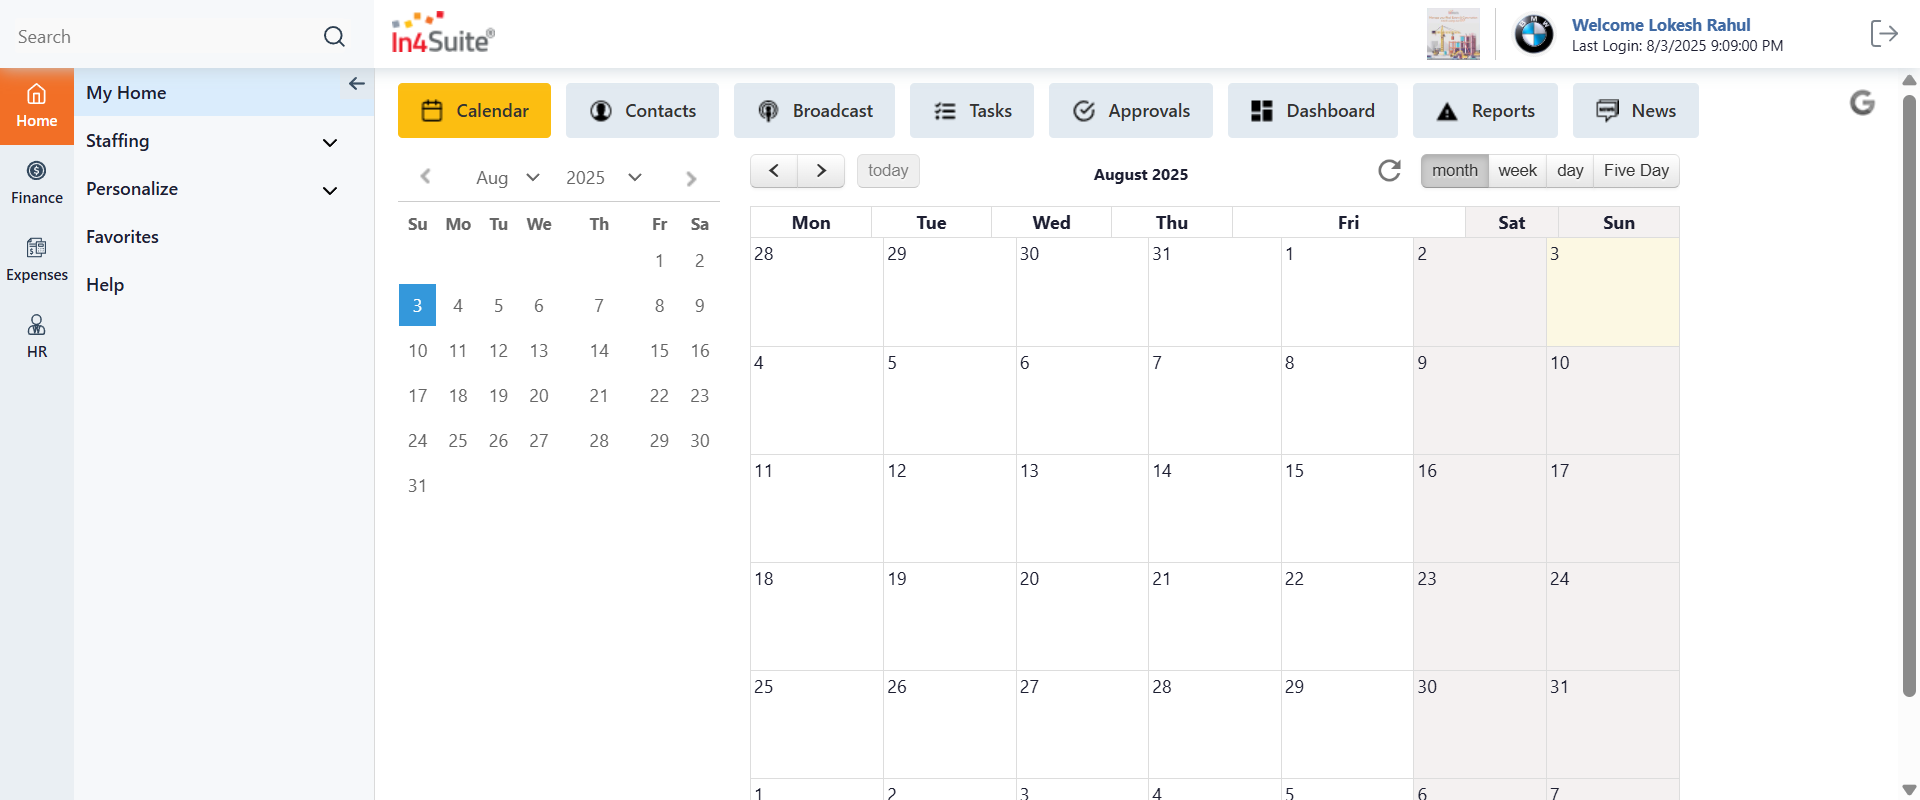 Search
In4Suite®
Welcome Lokesh Rahul
Last Login: 8/3/2025 9:09:00 PM
Home
Finance
Expenses
HR
My Home
Staffing
Personalize
Favorites
Help
Calendar
Contacts
Broadcast
Tasks
Approvals
Dashboard
Reports
News
G
Aug 2025
Su Mo Tu We Th Fr Sa
1 2
3 4 5 6 7 8 9
10 11 12 13 14 15 16
17 18 19 20 21 22 23
24 25 26 27 28 29 30
31
today
August 2025
month week day Five Day
Mon Tue Wed Thu Fri Sat Sun
28 29 30 31 1 2 3
4 5 6 7 8 9 10
11 12 13 14 15 16 17
18 19 20 21 22 23 24
25 26 27 28 29 30 31
1 2 3 4 5 6 7